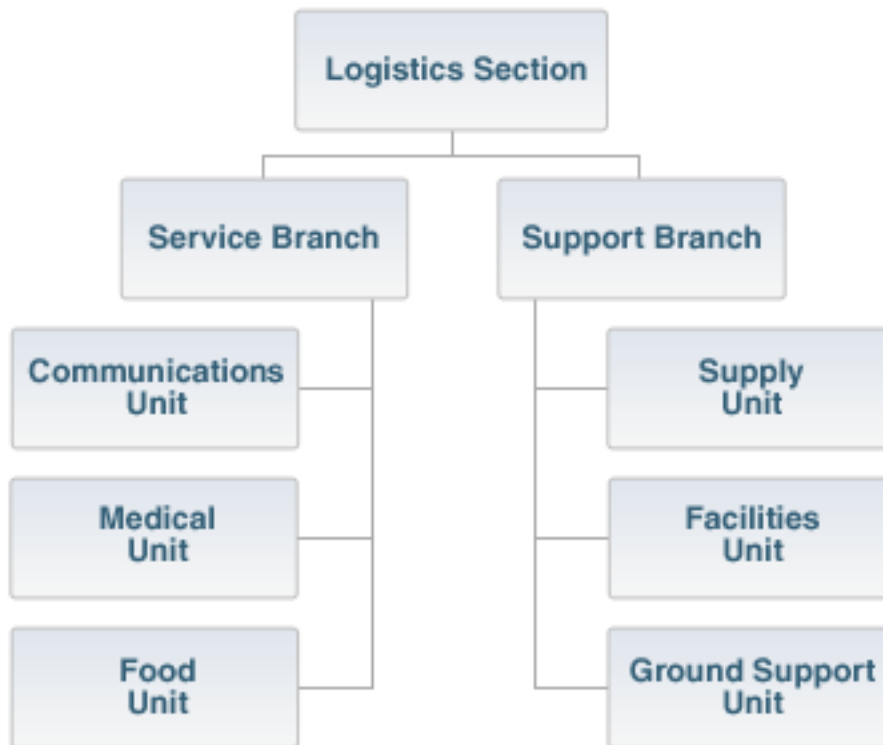 Logistics Section
Service Branch
Support Branch
Communications
Unit
Supply
Unit
Medical
Unit
Facilities
Unit
Food
Unit
Ground Support
Unit